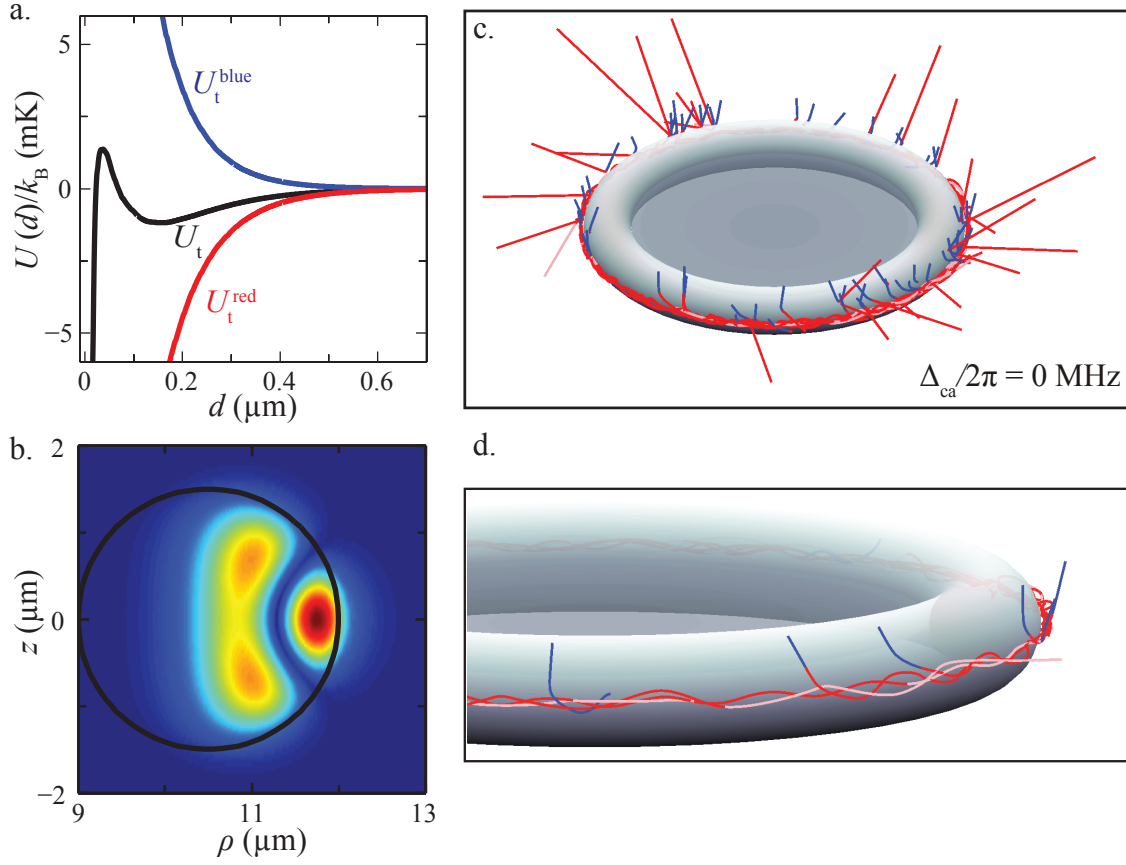 a.
5
0
−5
U(d)/k_B (mK)
U_t^blue
U_t
U_t^red
0
0.2
0.4
0.6
d (μm)
b.
2
0
−2
z (μm)
9
11
13
ρ (μm)
c.
Δ_ca/2π = 0 MHz
d.